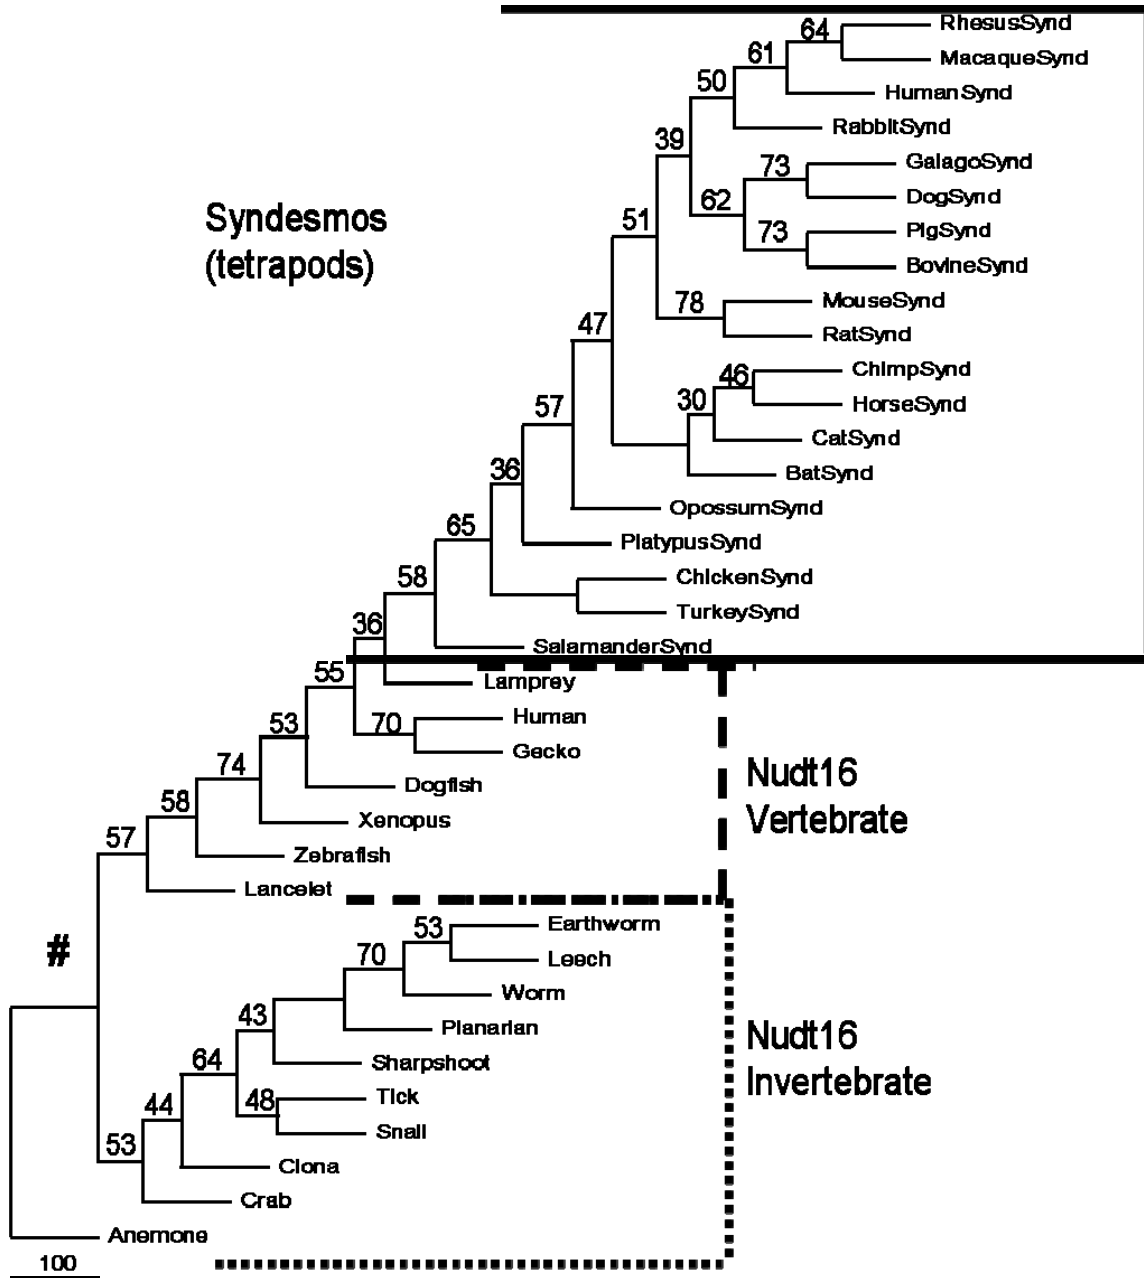 RhesusSynd
64
MacaqueSynd
61
HumanSynd
50
RabbitSynd
39
GalagoSynd
73
DogSynd
62
PigSynd
73
BovineSynd
Syndesmos
(tetrapods)
51
MouseSynd
78
RatSynd
47
ChimpSynd
46
HorseSynd
30
CatSynd
57
BatSynd
36
OpossumSynd
65
PlatypusSynd
58
ChickenSynd
TurkeySynd
36
SalamanderSynd
55
Lamprey
53
70
Human
Gecko
74
Dogfish
58
Xenopus
57
Zebrafish
Lancelet
Nudt16
Vertebrate
#
53
Earthworm
70
Leech
Worm
43
Planarian
64
Sharpshoot
48
Tick
44
Snail
53
Ciona
Crab
Anemone
Nudt16
Invertebrate
100